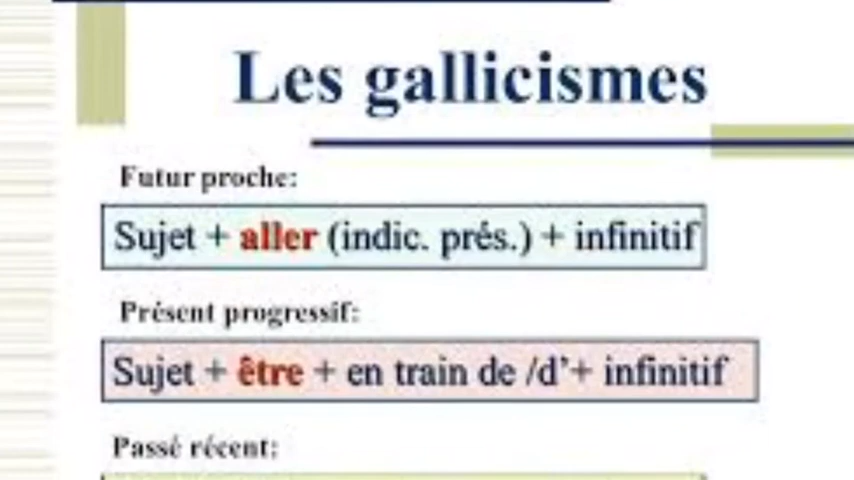 Les gallicismes
Futur proche:
Sujet + aller (indic. prés.) + infinitif
Présent progressif:
Sujet + être + en train de /d’+ infinitif
Passé récent: